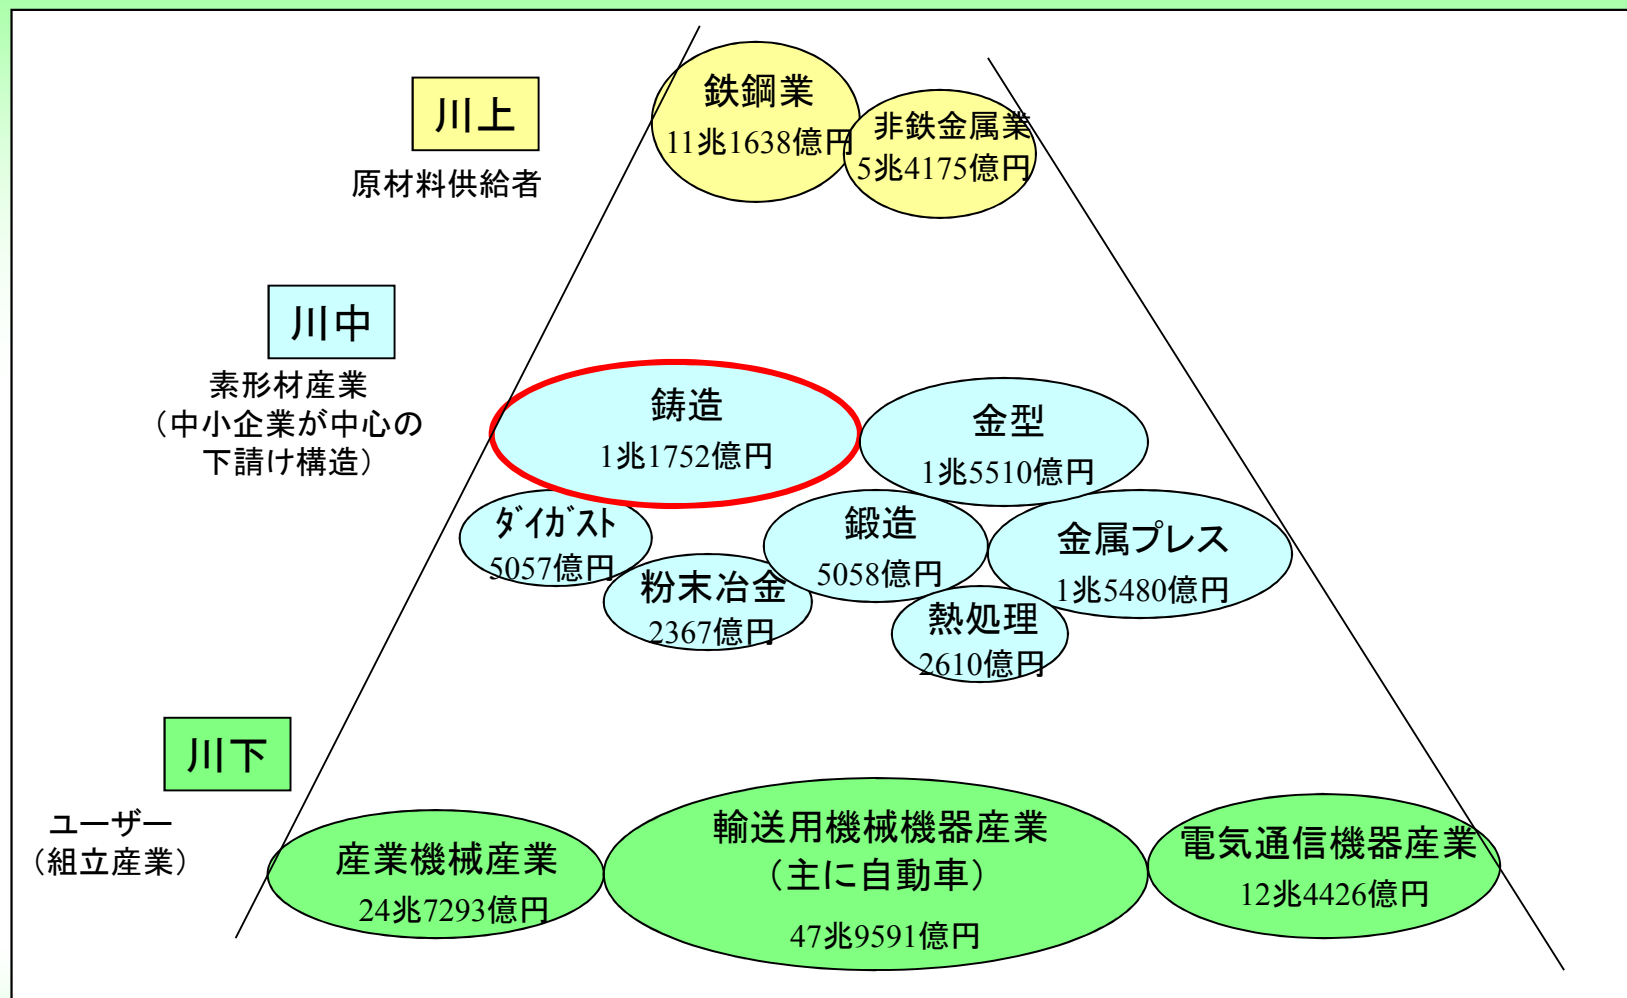 川上
原材料供給者
鉄鋼業
11兆1638億円
非鉄金属業
5兆4175億円
川中
素形材産業
（中小企業が中心の
下請け構造）
鋳造
1兆1752億円
金型
1兆5510億円
ﾀﾞｲｶﾞｽﾄ
5057億円
粉末冶金
2367億円
鍛造
5058億円
金属プレス
1兆5480億円
熱処理
2610億円
川下
ユーザー
（組立産業）
産業機械産業
24兆7293億円
輸送用機械機器産業
（主に自動車）
47兆9591億円
電気通信機器産業
12兆4426億円